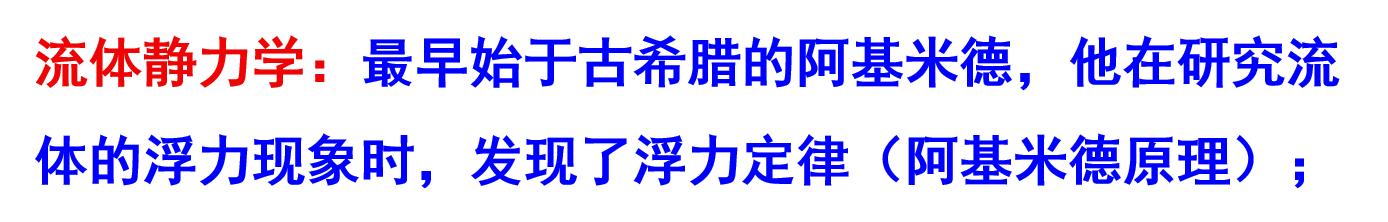 流体静力学：最早始于古希腊的阿基米德，他在研究流
体的浮力现象时，发现了浮力定律（阿基米德原理）；